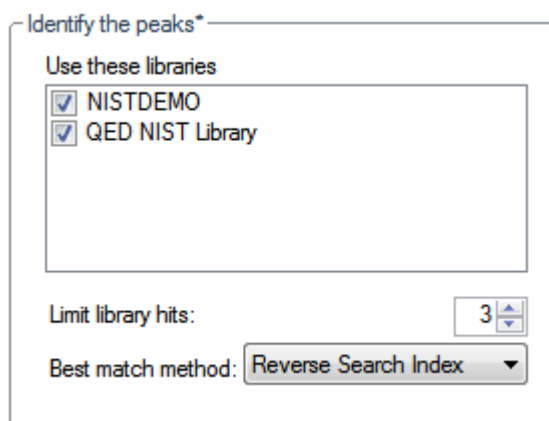 Identify the peaks*
Use these libraries
NISTDEMO
QED NIST Library
Limit library hits: 3
Best match method: Reverse Search Index